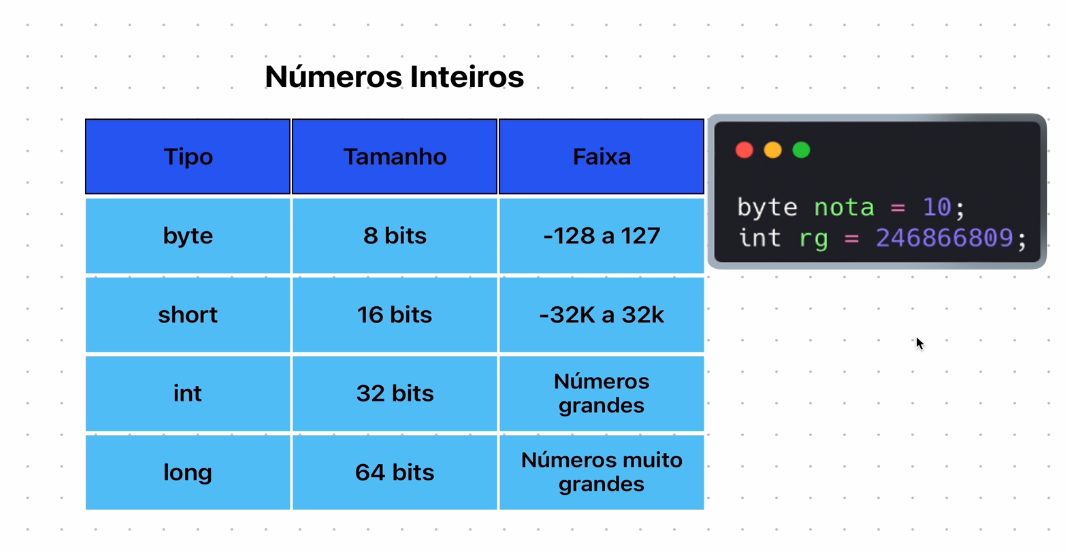 Números Inteiros
Tipo Tamanho Faixa
byte 8 bits -128 a 127
short 16 bits -32K a 32k
int 32 bits Números
grandes
long 64 bits Números muito
grandes
byte nota = 10;
int rg = 246866809;